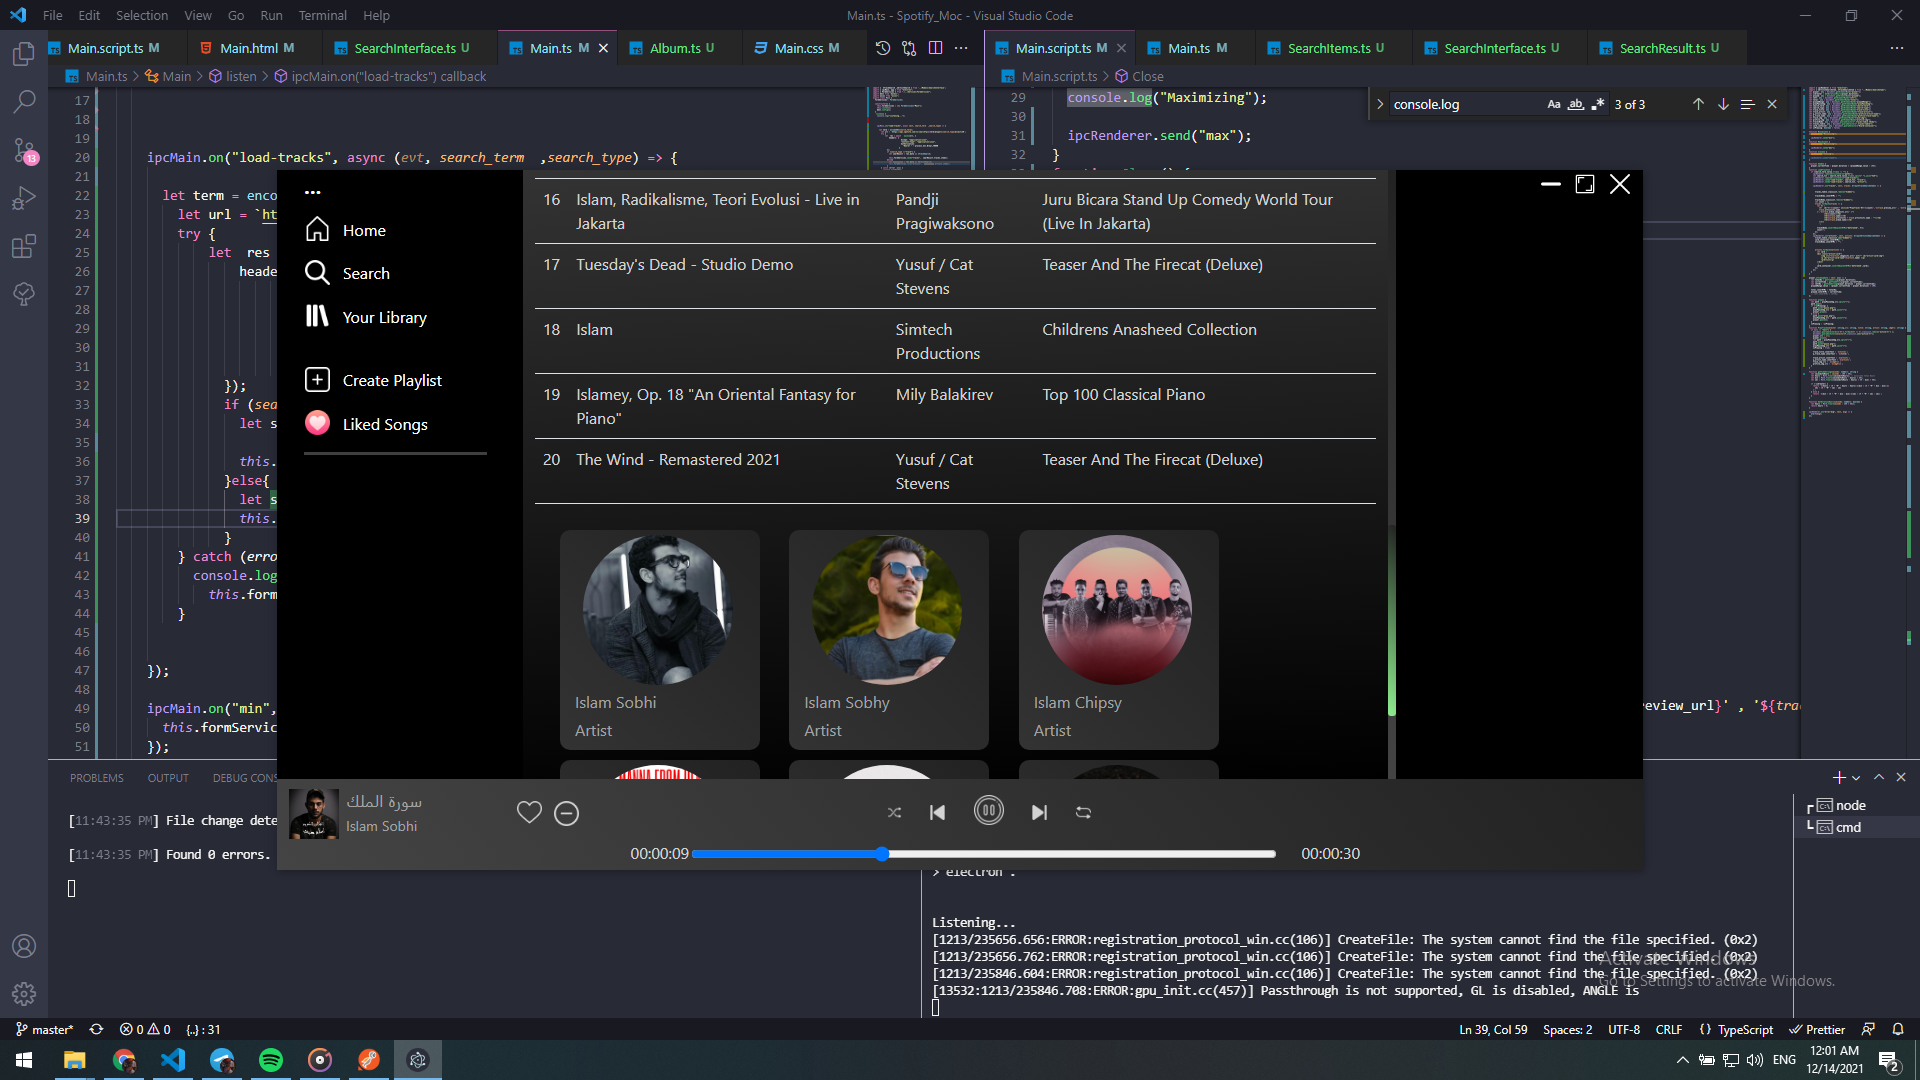 File Edit Selection View Go Run Terminal Help
Main.ts - Spotify_Moc - Visual Studio Code
Main.script.ts M
Main.html M
SearchInterface.ts U
Main.ts M
Album.ts U
Main.css M
Main.script.ts M
Main.ts M
SearchItems.ts U
SearchInterface.ts U
SearchResult.ts U
Main.ts > Main > listen > ipcMain.on("load-tracks") callback
Main.script.ts > Close
17
18
19
20 ipcMain.on("load-tracks", async (evt, search_term ,search_type) => {
21
22 let term = enco
23 let url = `ht
24 try {
25 let res
26 heade
27
28
29
30
31
32 });
33 if (sea
34 let s
35
36 this.
37 }else{
38 let s
39 this.
40 }
41 } catch (erro
42 console.log
43 this.form
44 }
45
46
47 });
48
49 ipcMain.on("min",
50 this.formServic
51 });
29 console.log("Maximizing");
30
31 ipcRenderer.send("max");
32 }
console.log
Aa ab 3 of 3
review_url}' , '${trac
Home
Search
Your Library
Create Playlist
Liked Songs
16 Islam, Radikalisme, Teori Evolusi - Live in Jakarta Pandji Pragiwaksono Juru Bicara Stand Up Comedy World Tour (Live In Jakarta)
17 Tuesday's Dead - Studio Demo Yusuf / Cat Stevens Teaser And The Firecat (Deluxe)
18 Islam Simtech Productions Childrens Anasheed Collection
19 Islamey, Op. 18 "An Oriental Fantasy for Piano" Mily Balakirev Top 100 Classical Piano
20 The Wind - Remastered 2021 Yusuf / Cat Stevens Teaser And The Firecat (Deluxe)
Islam Sobhi
Artist
Islam Sobhy
Artist
Islam Chipsy
Artist
سورة الملك
Islam Sobhi
00:00:09
00:00:30
PROBLEMS OUTPUT DEBUG CONS
[11:43:35 PM] File change dete
[11:43:35 PM] Found 0 errors.
> electron .
Listening...
[1213/235656.656:ERROR:registration_protocol_win.cc(106)] CreateFile: The system cannot find the file specified. (0x2)
[1213/235656.762:ERROR:registration_protocol_win.cc(106)] CreateFile: The system cannot find the file specified. (0x2)
[1213/235846.604:ERROR:registration_protocol_win.cc(106)] CreateFile: The system cannot find the file specified. (0x2)
[13532:1213/235846.708:ERROR:gpu_init.cc(457)] Passthrough is not supported, GL is disabled, ANGLE is
node
cmd
Activate Windows
Go to Settings to activate Windows.
13
master* 0 0 {..} : 31
Ln 39, Col 59 Spaces: 2 UTF-8 CRLF TypeScript Prettier
ENG
12:01 AM
12/14/2021
2